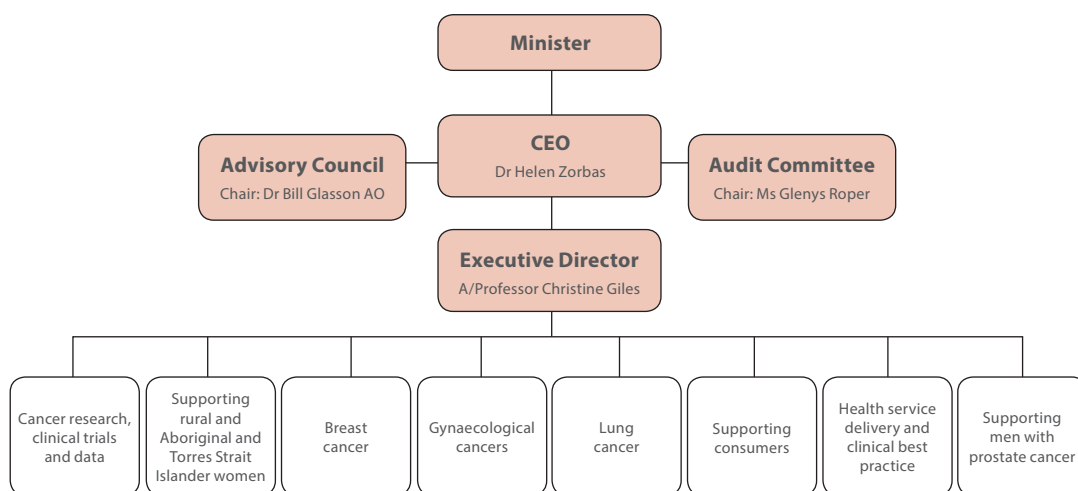 Minister
CEO
Dr Helen Zorbas
Advisory Council
Chair: Dr Bill Glasson AO
Audit Committee
Chair: Ms Glenys Roper
Executive Director
A/Professor Christine Giles
Cancer research,
clinical trials
and data
Supporting
rural and
Aboriginal and
Torres Strait
Islander women
Breast
cancer
Gynaecological
cancers
Lung
cancer
Supporting
consumers
Health service
delivery and
clinical best
practice
Supporting
men with
prostate cancer